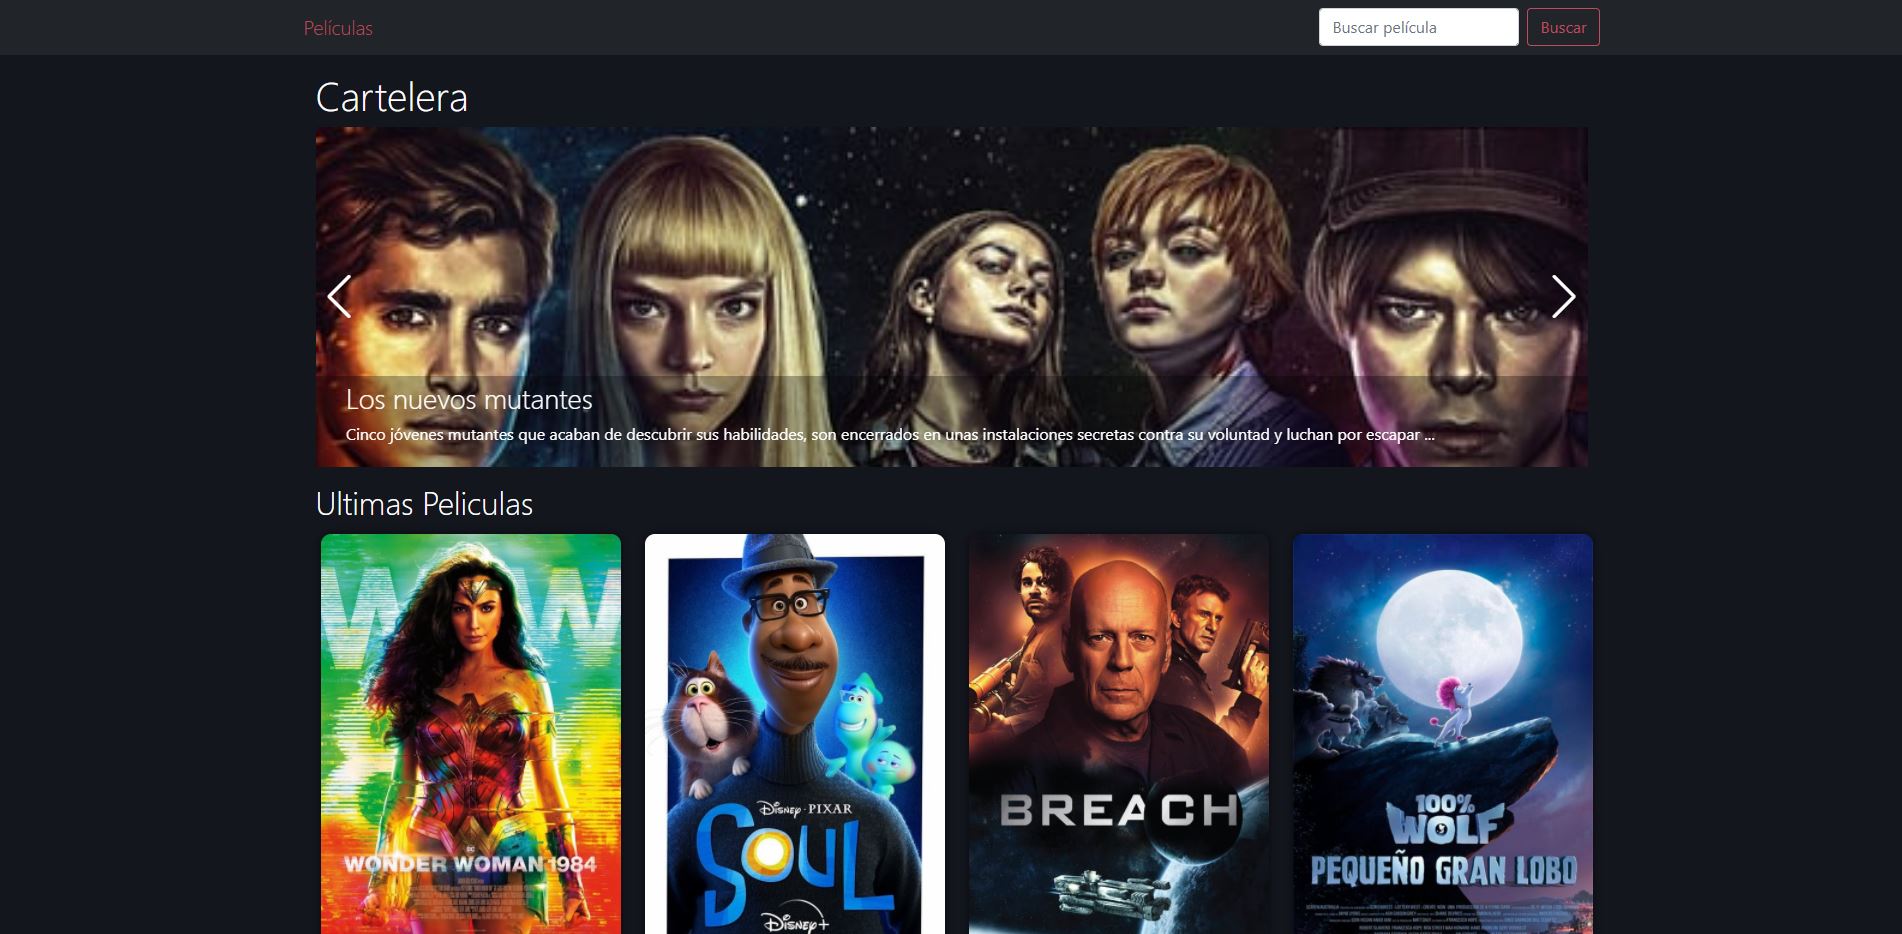 Películas
Buscar película
Buscar
Cartelera
Los nuevos mutantes
Cinco jóvenes mutantes que acaban de descubrir sus habilidades, son encerrados en unas instalaciones secretas contra su voluntad y luchan por escapar ...
Ultimas Peliculas
WW
DC
WONDER WOMAN 1984
Disney · PIXAR
SOUL
Disney+
BREACH
100%
WOLF
PEQUEÑO GRAN LOBO